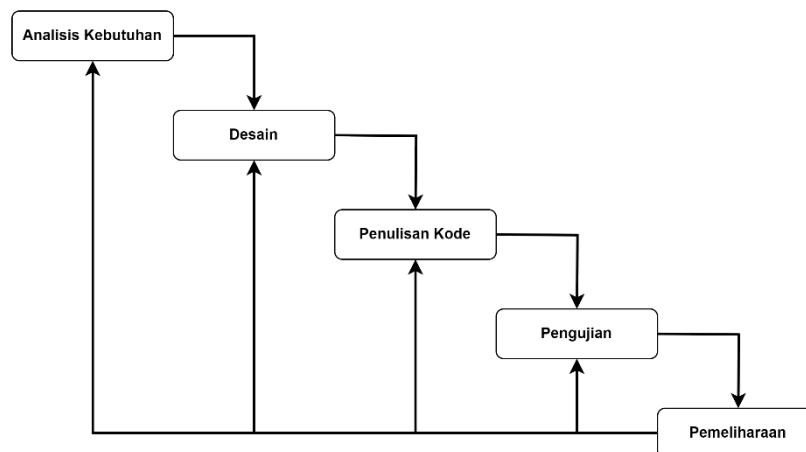 Analisis Kebutuhan
Desain
Penulisan Kode
Pengujian
Pemeliharaan